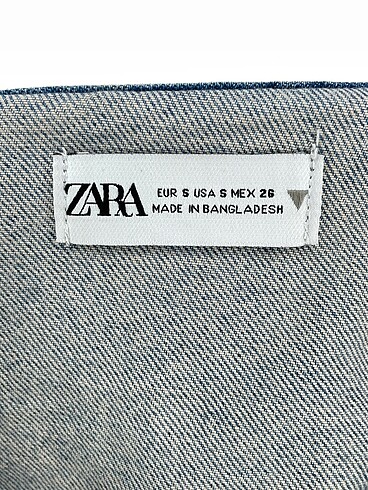 ZARA
EUR S USA S MEX 26
MADE IN BANGLADESH